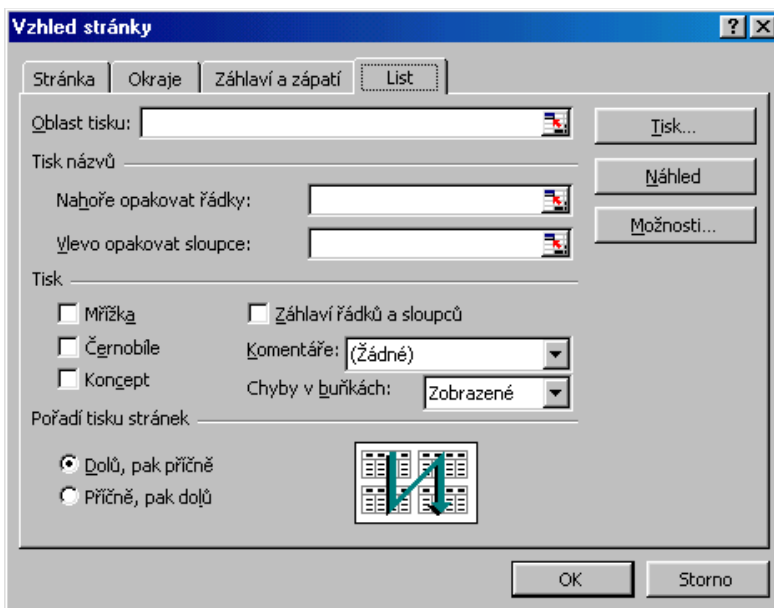 Vzhled stránky
Stránka Okraje Záhlaví a zápatí List
Oblast tisku: Tisk...
Tisk názvů Náhled
Nahoře opakovat řádky:
Možnosti...
Vlevo opakovat sloupce:
Tisk
Mřížka Záhlaví řádků a sloupců
Černobíle Komentáře: (Žádné)
Koncept Chyby v buňkách: Zobrazené
Pořadí tisku stránek
Dolů, pak příčně
Příčně, pak dolů
OK Storno